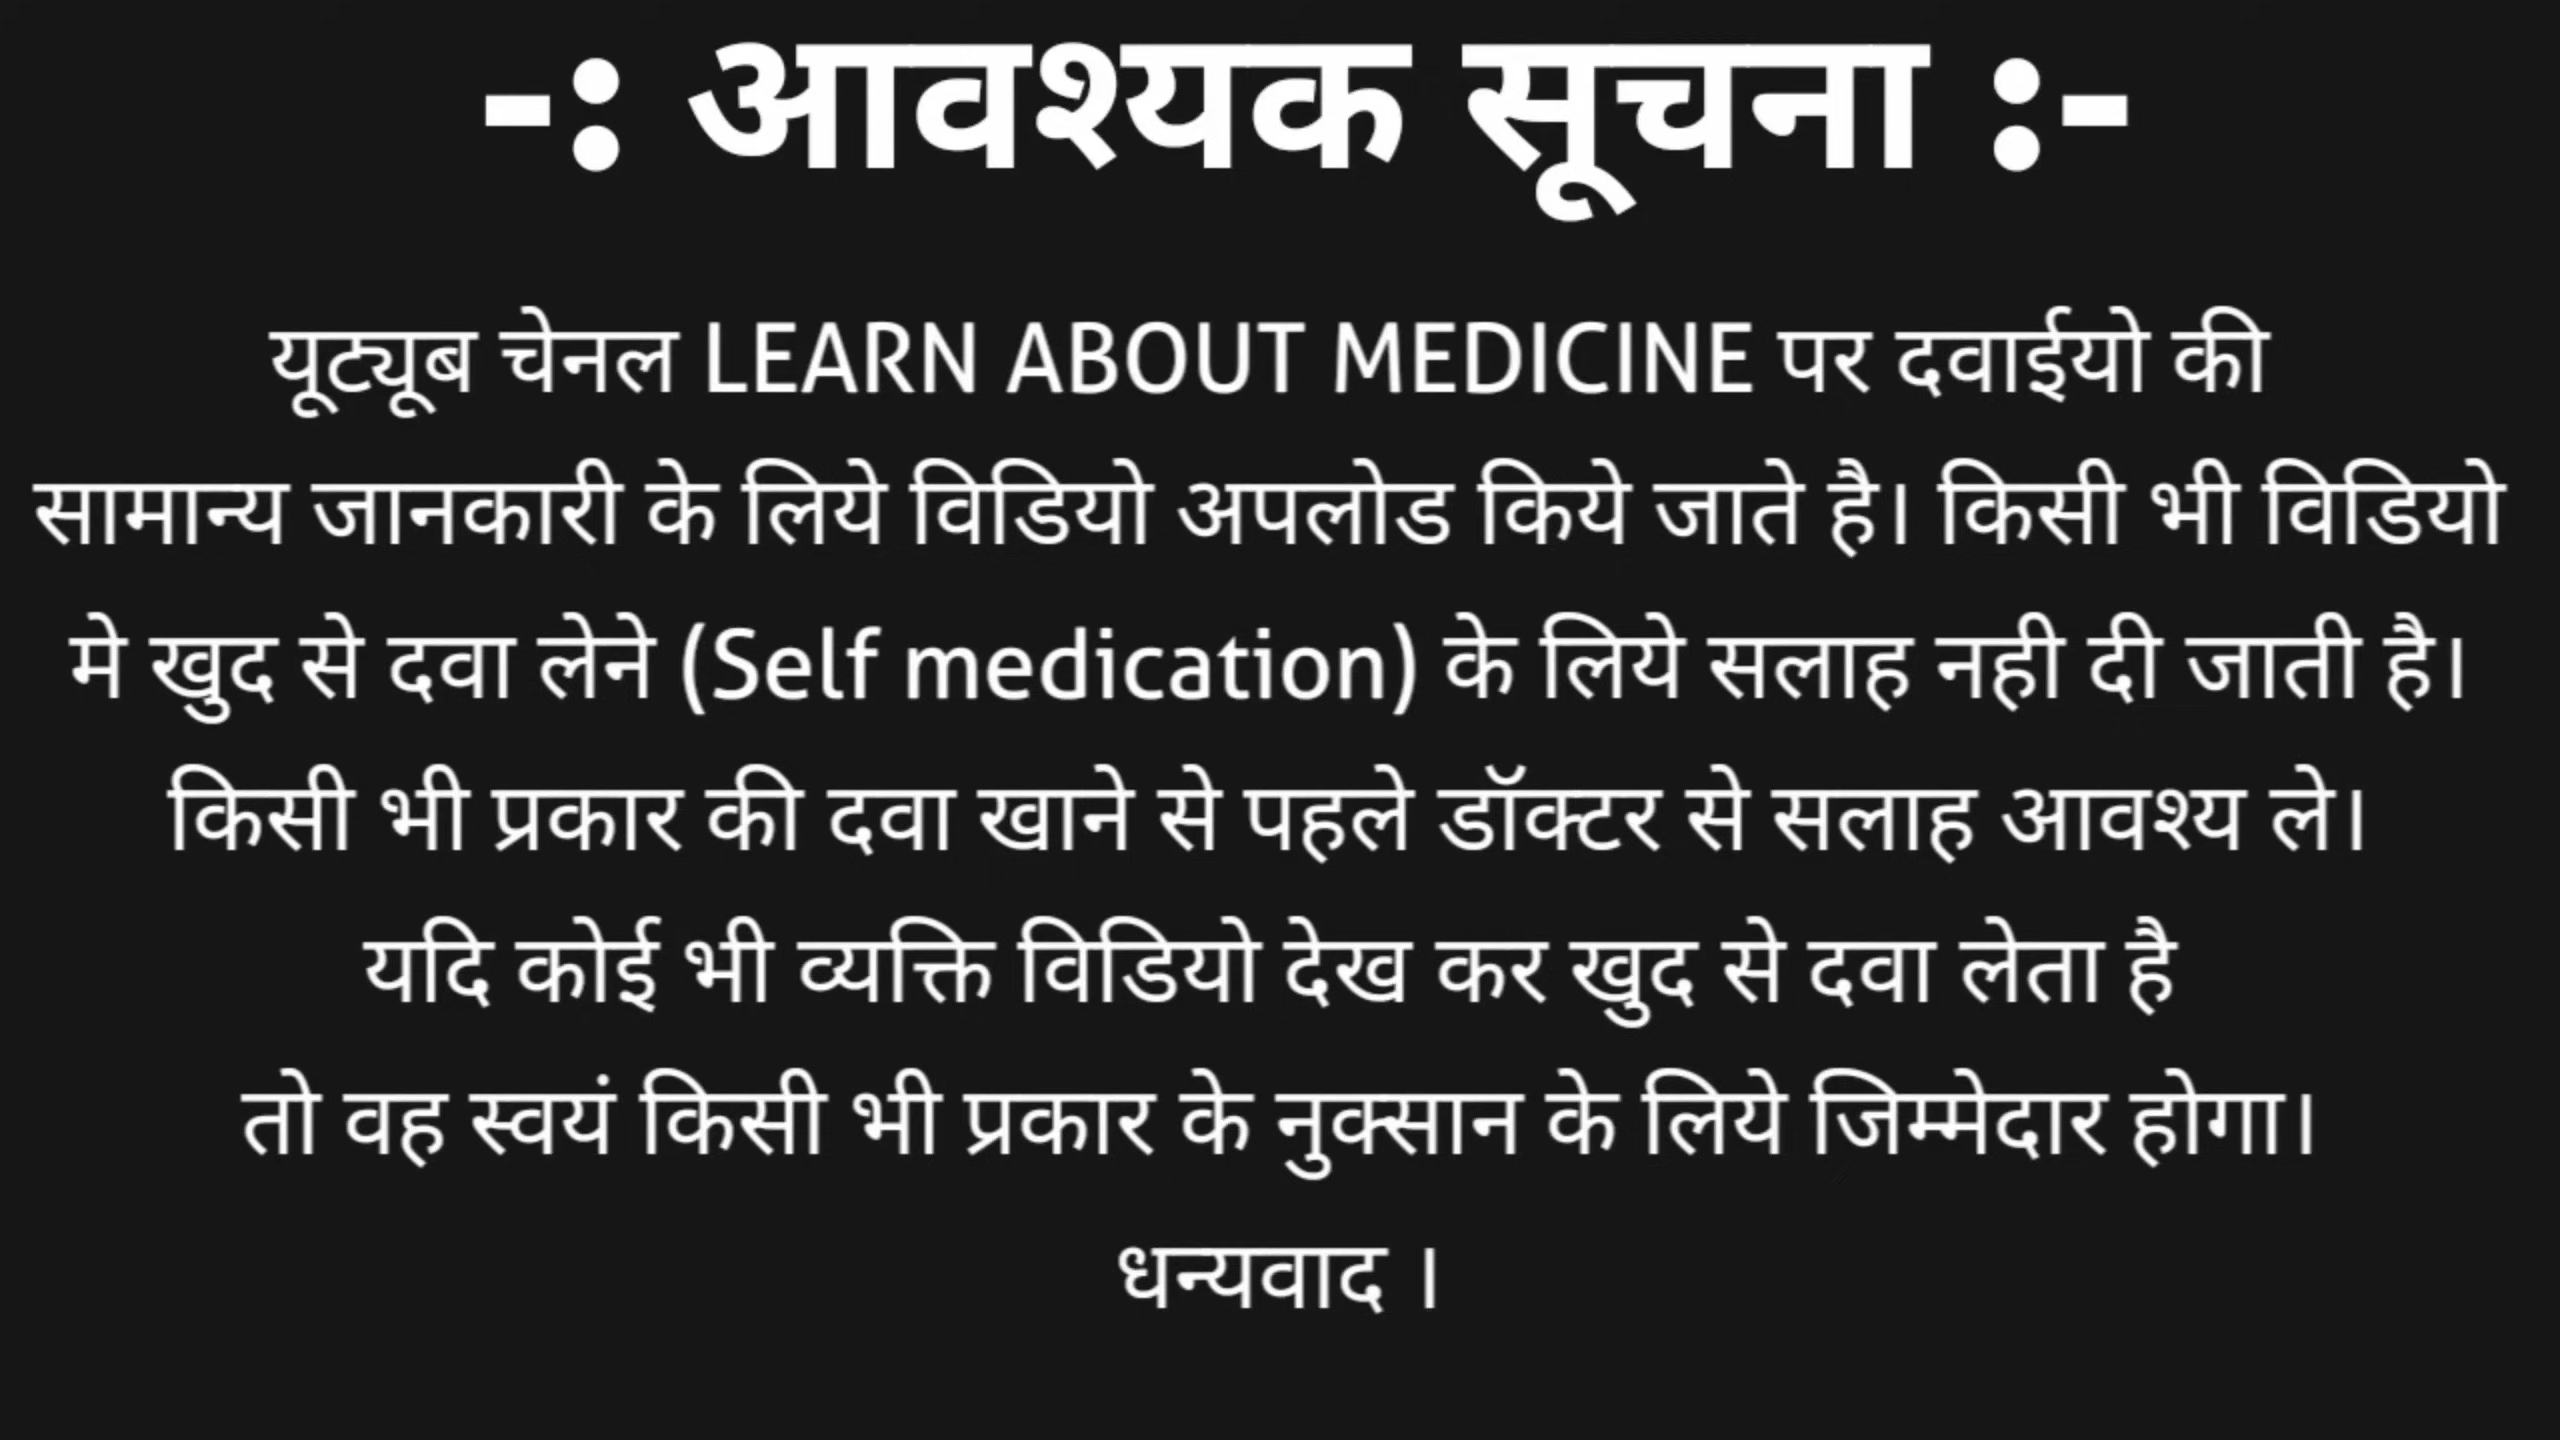 -: आवश्यक सूचना :-
यूट्यूब चेनल LEARN ABOUT MEDICINE पर दवाईयो की
सामान्य जानकारी के लिये विडियो अपलोड किये जाते है। किसी भी विडियो
मे खुद से दवा लेने (Self medication) के लिये सलाह नही दी जाती है।
किसी भी प्रकार की दवा खाने से पहले डॉक्टर से सलाह आवश्य ले।
यदि कोई भी व्यक्ति विडियो देख कर खुद से दवा लेता है
तो वह स्वयं किसी भी प्रकार के नुक्सान के लिये जिम्मेदार होगा।
धन्यवाद ।